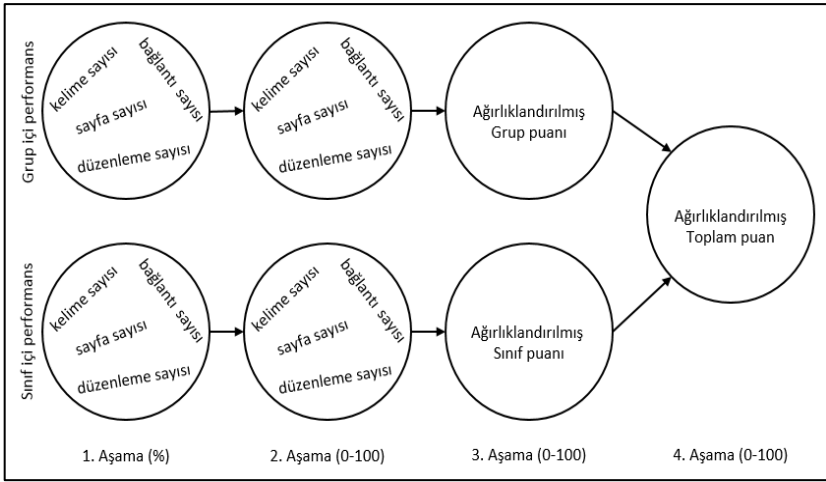 Grup içi performans
kelime sayısı
bağlantı sayısı
sayfa sayısı
düzenleme sayısı
kelime sayısı
bağlantı sayısı
sayfa sayısı
düzenleme sayısı
Ağırlıklandırılmış
Grup puanı
Ağırlıklandırılmış
Toplam puan
Sınıf içi performans
kelime sayısı
bağlantı sayısı
sayfa sayısı
düzenleme sayısı
kelime sayısı
bağlantı sayısı
sayfa sayısı
düzenleme sayısı
Ağırlıklandırılmış
Sınıf puanı
1. Aşama (%)
2. Aşama (0-100)
3. Aşama (0-100)
4. Aşama (0-100)